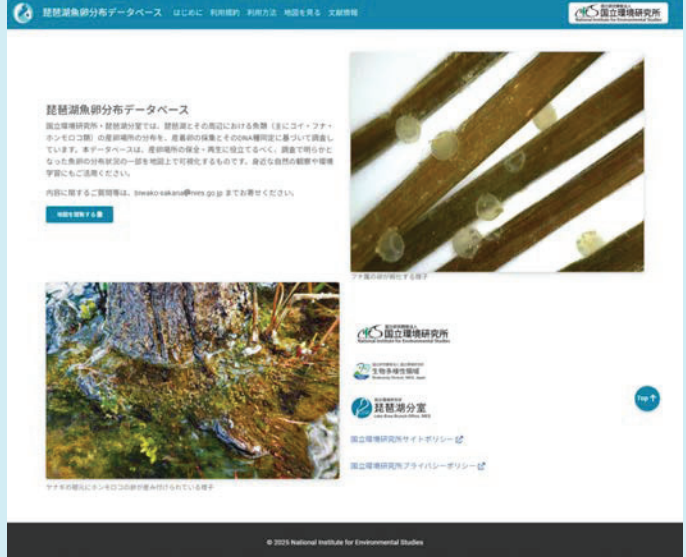 琵琶湖魚卵分布データベース はじめに 利用規約 利用方法 地図を見る 文献情報
国立環境研究所
National Institute for Environmental Studies
琵琶湖魚卵分布データベース
国立環境研究所・琵琶湖分室では、琵琶湖とその周辺における魚類（主にコイ・フナ・
ホンモロコ類）の産卵場所の分布を、産着卵の採集とそのDNA種同定に基づいて調査し
ています。本データベースは、産卵場所の保全・再生に役立てるべく、調査で明らかと
なった魚卵の分布状況の一部を地図上で可視化するものです。身近な自然の観察や環境
学習にもご活用ください。
内容に関するご質問等は、biwako-sakana@nies.go.jp までお寄せください。
地図を閲覧する
フナ属の卵が孵化する様子
ヤナギの根元にホンモロコの卵が産み付けられている様子
国立環境研究所
National Institute for Environmental Studies
生物多様性領域
Biodiversity Division, NIES, Japan
琵琶湖分室
Lake Biwa Branch Office, NIES
国立環境研究所サイトポリシー
国立環境研究所プライバシーポリシー
Top
© 2025 National Institute for Environmental Studies